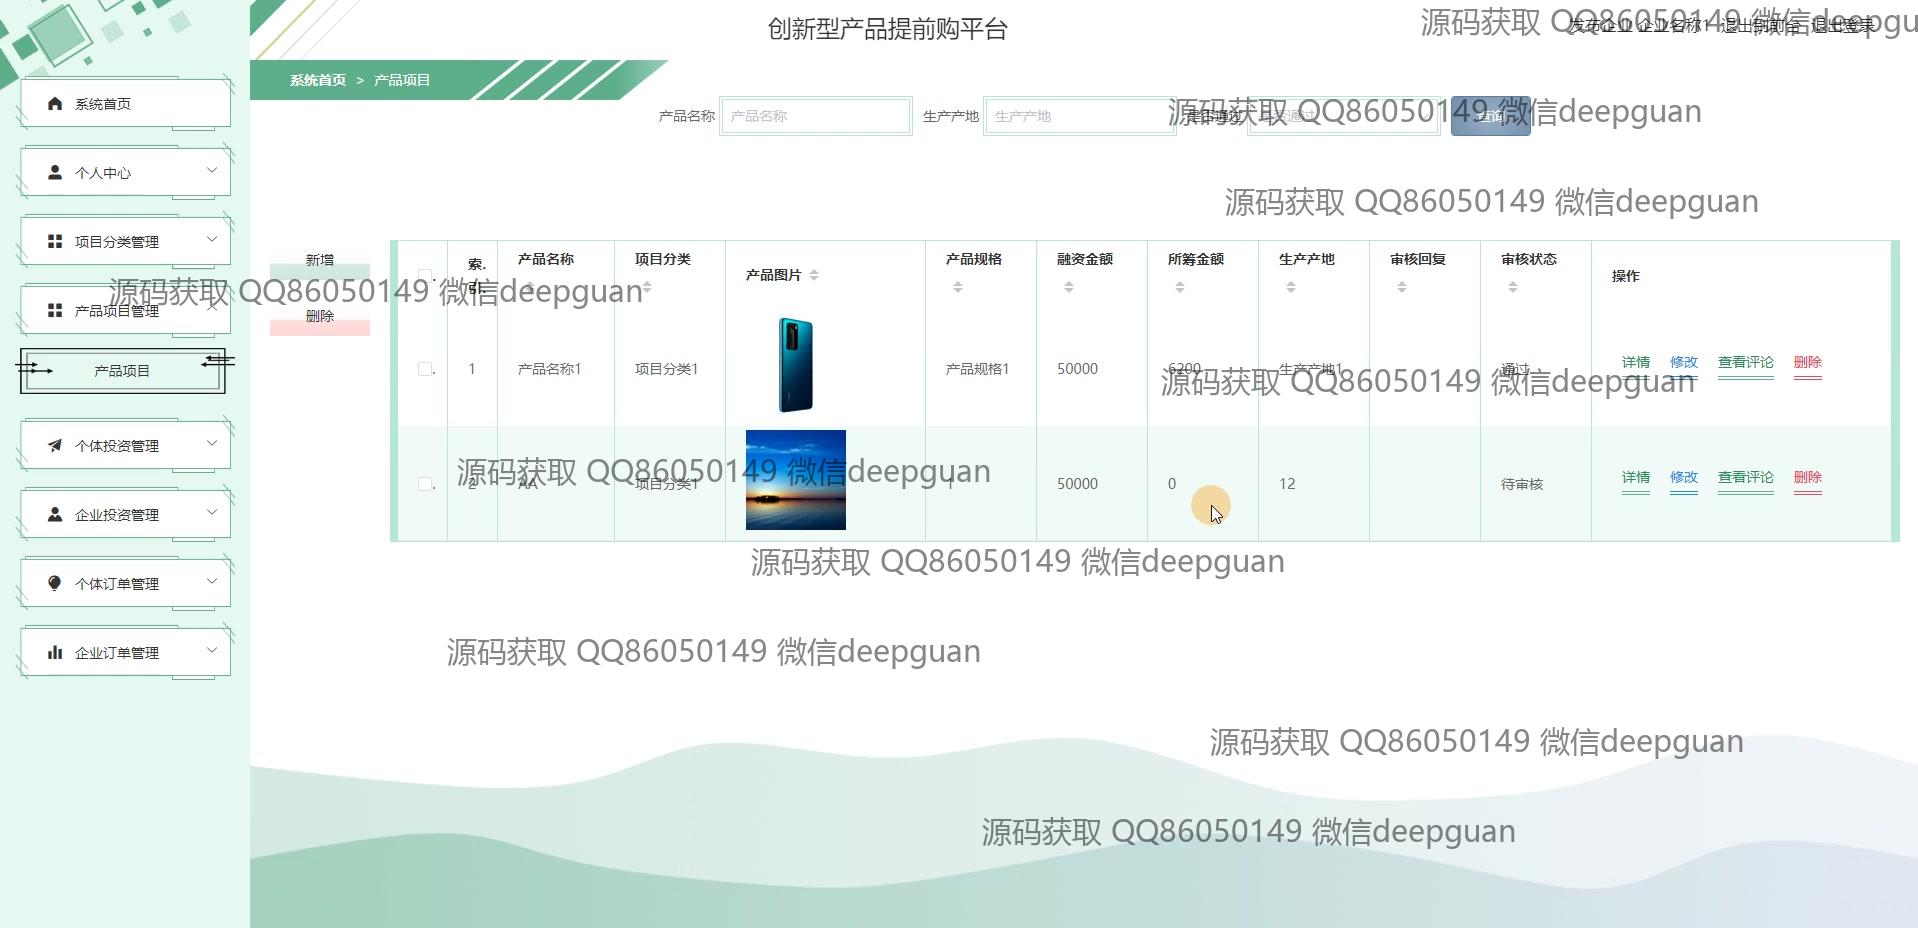 创新型产品提前购平台
源码获取 QQ86050149 微信deepgu
发布企业 企业名称1 退出到前台 退出登录
系统首页 > 产品项目
产品名称 产品名称 生产产地 生产产地 是否通过 是否通过 查询
源码获取 QQ86050149 微信deepguan
系统首页
个人中心
项目分类管理
产品项目管理
产品项目
个体投资管理
企业投资管理
个体订单管理
企业订单管理
源码获取 QQ86050149 微信deepguan
新增
删除
源码获取 QQ86050149 微信deepguan
索. 产品名称 项目分类 产品图片 产品规格 融资金额 所筹金额 生产产地 审核回复 审核状态 操作
引.
1 产品名称1 项目分类1 产品规格1 50000 6200 生产产地1 通过 详情 修改 查看评论 删除
源码获取 QQ86050149 微信deepguan
2 AA 项目分类1 1 50000 0 12 待审核 详情 修改 查看评论 删除
源码获取 QQ86050149 微信deepguan
源码获取 QQ86050149 微信deepguan
源码获取 QQ86050149 微信deepguan
源码获取 QQ86050149 微信deepguan
源码获取 QQ86050149 微信deepguan